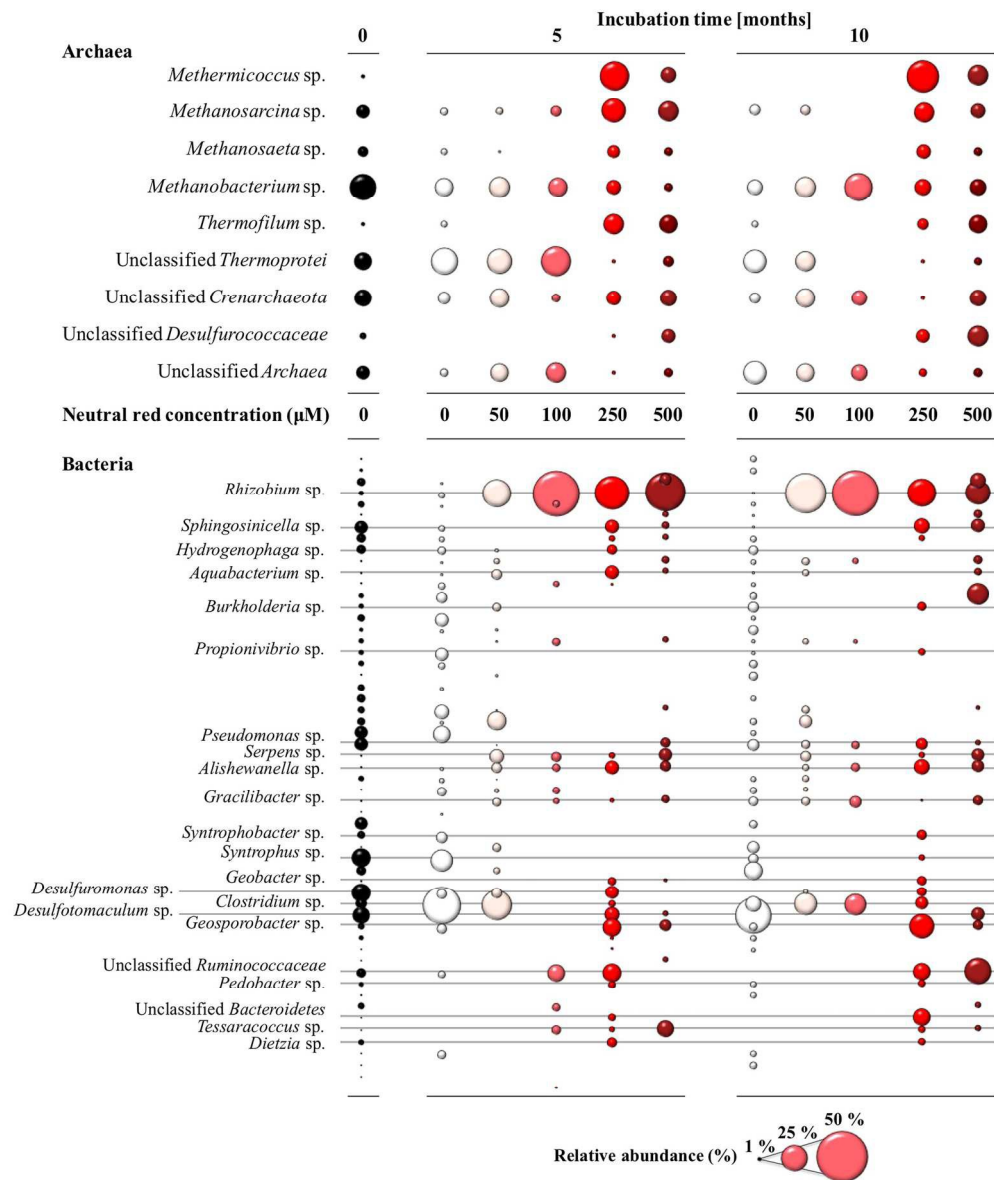 Incubation time [months]
0 5 10
Archaea
Methermicoccus sp.
Methanosarcina sp.
Methanosaeta sp.
Methanobacterium sp.
Thermofilum sp.
Unclassified Thermoprotei
Unclassified Crenarchaeota
Unclassified Desulfurococcaceae
Unclassified Archaea
Neutral red concentration (µM) 0 0 50 100 250 500 0 50 100 250 500
Bacteria
Rhizobium sp.
Sphingosinicella sp.
Hydrogenophaga sp.
Aquabacterium sp.
Burkholderia sp.
Propionivibrio sp.
Pseudomonas sp.
Serpens sp.
Alishewanella sp.
Gracilibacter sp.
Syntrophobacter sp.
Syntrophus sp.
Geobacter sp.
Desulfuromonas sp.
Clostridium sp.
Desulfotomaculum sp.
Geosporobacter sp.
Unclassified Ruminococcaceae
Pedobacter sp.
Unclassified Bacteroidetes
Tessaracoccus sp.
Dietzia sp.
Relative abundance (%) 1 % 25 % 50 %